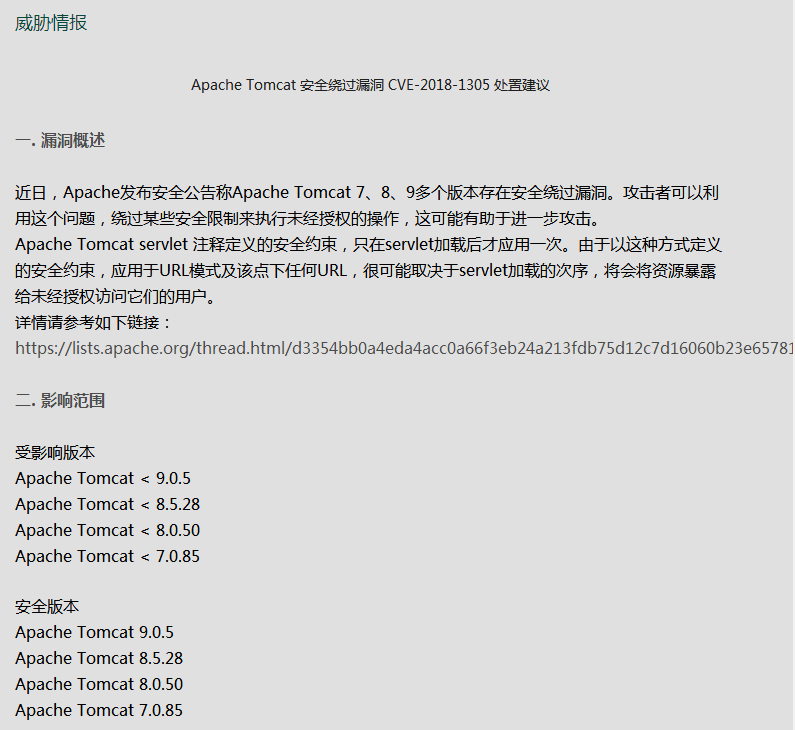 威胁情报
Apache Tomcat 安全绕过漏洞 CVE-2018-1305 处置建议
一. 漏洞概述
近日，Apache发布安全公告称Apache Tomcat 7、8、9多个版本存在安全绕过漏洞。攻击者可以利
用这个问题，绕过某些安全限制来执行未经授权的操作，这可能有助于进一步攻击。
Apache Tomcat servlet 注释定义的安全约束，只在servlet加载后才应用一次。由于以这种方式定义
的安全约束，应用于URL模式及该点下任何URL，很可能取决于servlet加载的次序，将会将资源暴露
给未经授权访问它们的用户。
详情请参考如下链接：
https://lists.apache.org/thread.html/d3354bb0a4eda4acc0a66f3eb24a213fdb75d12c7d16060b23e65781
二. 影响范围
受影响版本
Apache Tomcat < 9.0.5
Apache Tomcat < 8.5.28
Apache Tomcat < 8.0.50
Apache Tomcat < 7.0.85
安全版本
Apache Tomcat 9.0.5
Apache Tomcat 8.5.28
Apache Tomcat 8.0.50
Apache Tomcat 7.0.85